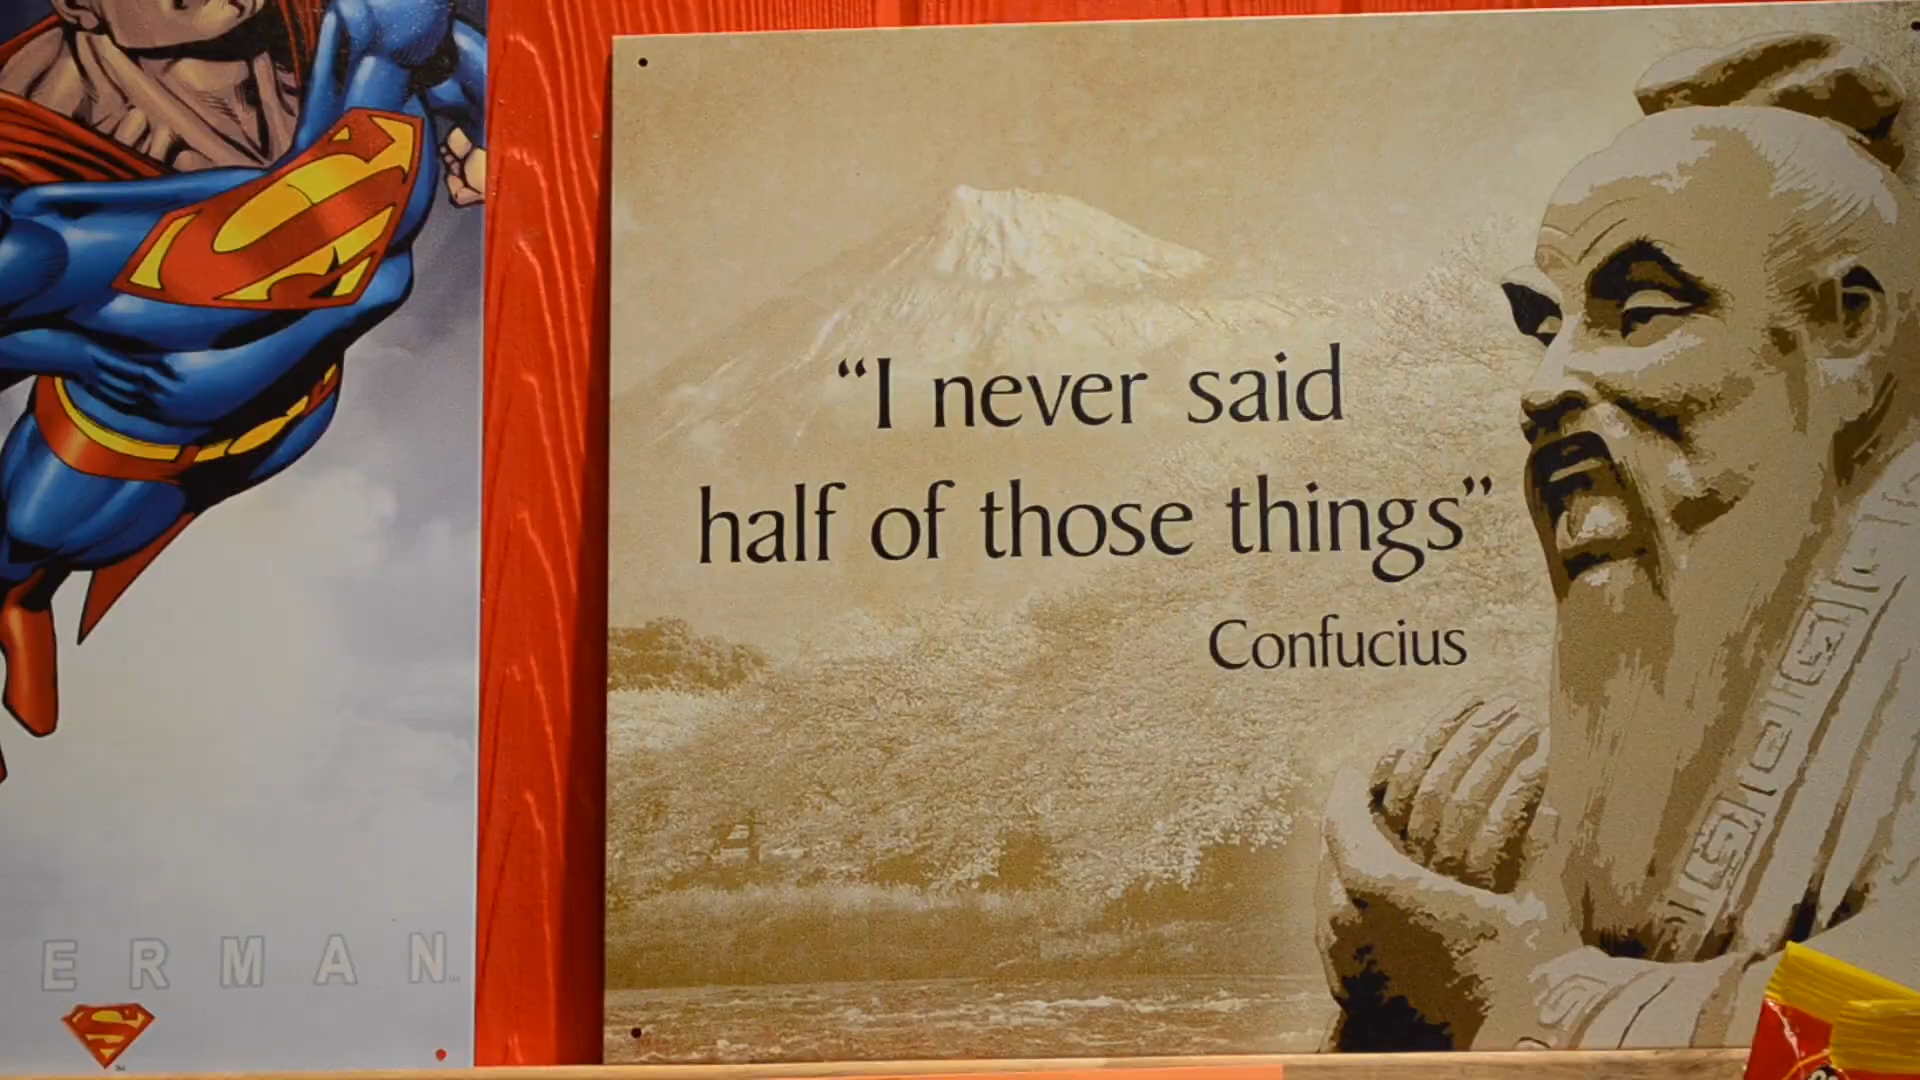 E R M A N
“I never said
half of those things”
Confucius